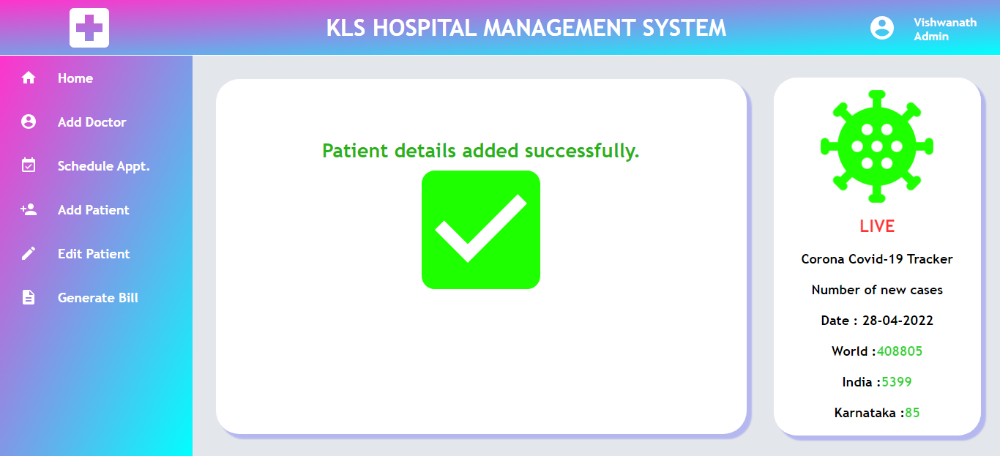 KLS HOSPITAL MANAGEMENT SYSTEM
Vishwanath
Admin
Home
Add Doctor
Schedule Appt.
Add Patient
Edit Patient
Generate Bill
Patient details added successfully.
LIVE
Corona Covid-19 Tracker
Number of new cases
Date : 28-04-2022
World :408805
India :5399
Karnataka :85